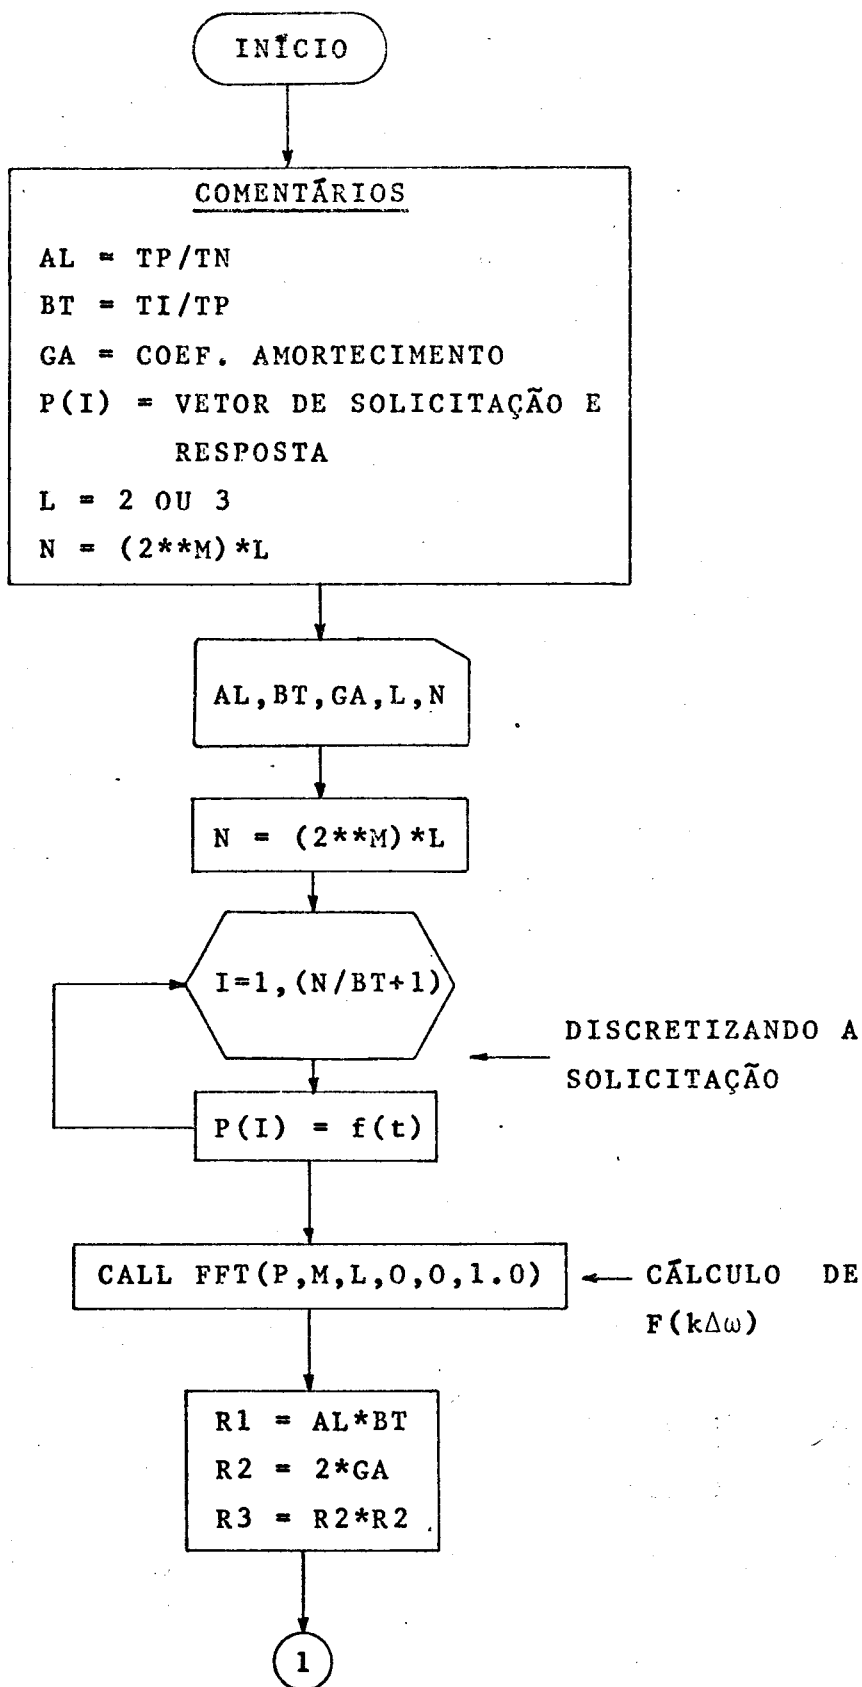 INÍCIO
COMENTÁRIOS
AL = TP/TN
BT = TI/TP
GA = COEF. AMORTECIMENTO
P(I) = VETOR DE SOLICITAÇÃO E
RESPOSTA
L = 2 OU 3
N = (2**M)*L
AL,BT,GA,L,N
N = (2**M)*L
I=1,(N/BT+1)
DISCRETIZANDO A
SOLICITAÇÃO
P(I) = f(t)
CALL FFT(P,M,L,0,0,1.0)
CÁLCULO DE
F(kΔω)
R1 = AL*BT
R2 = 2*GA
R3 = R2*R2
1